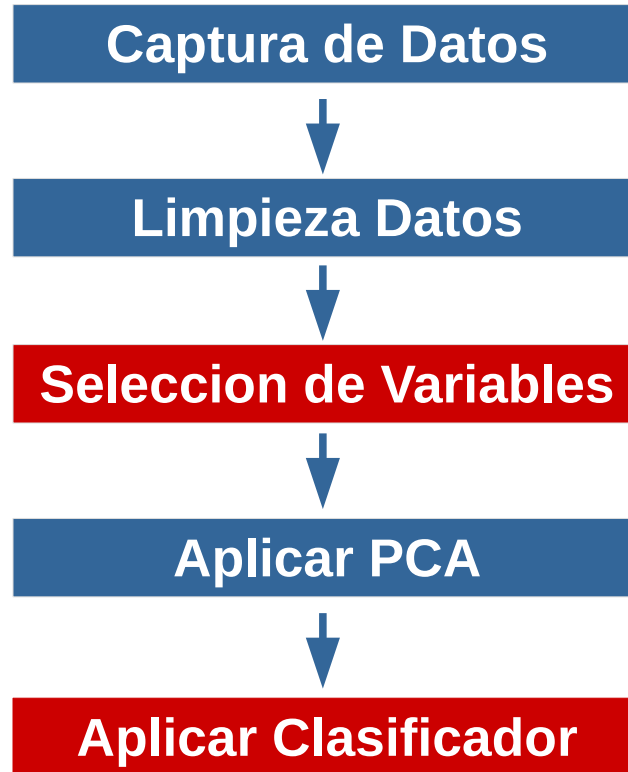 Captura de Datos
Limpieza Datos
Seleccion de Variables
Aplicar PCA
Aplicar Clasificador